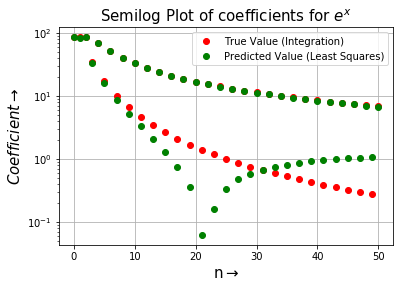 Semilog Plot of coefficients for e^x
True Value (Integration)
Predicted Value (Least Squares)
10^2
10^1
10^0
10^-1
Coefficient→
0 10 20 30 40 50
n→